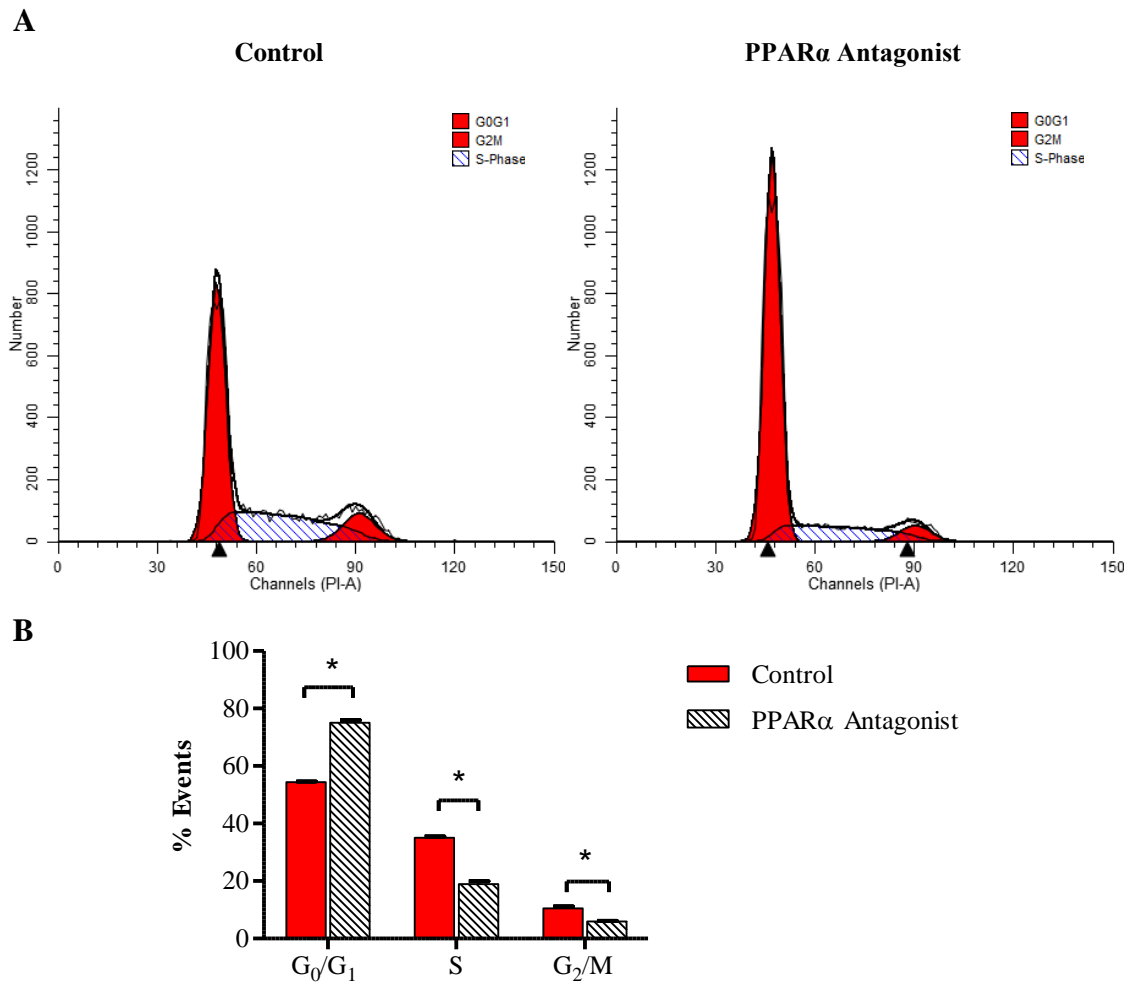 A
Control
PPARα Antagonist
G0G1
G2M
S-Phase
1200
1000
800
600
400
200
0
Number
0 30 60 90 120 150
Channels (PI-A)
G0G1
G2M
S-Phase
1200
1000
800
600
400
200
0
Number
0 30 60 90 120 150
Channels (PI-A)
B
100
80
60
40
20
0
% Events
*
*
*
G₀/G₁ S G₂/M
Control
PPARα Antagonist